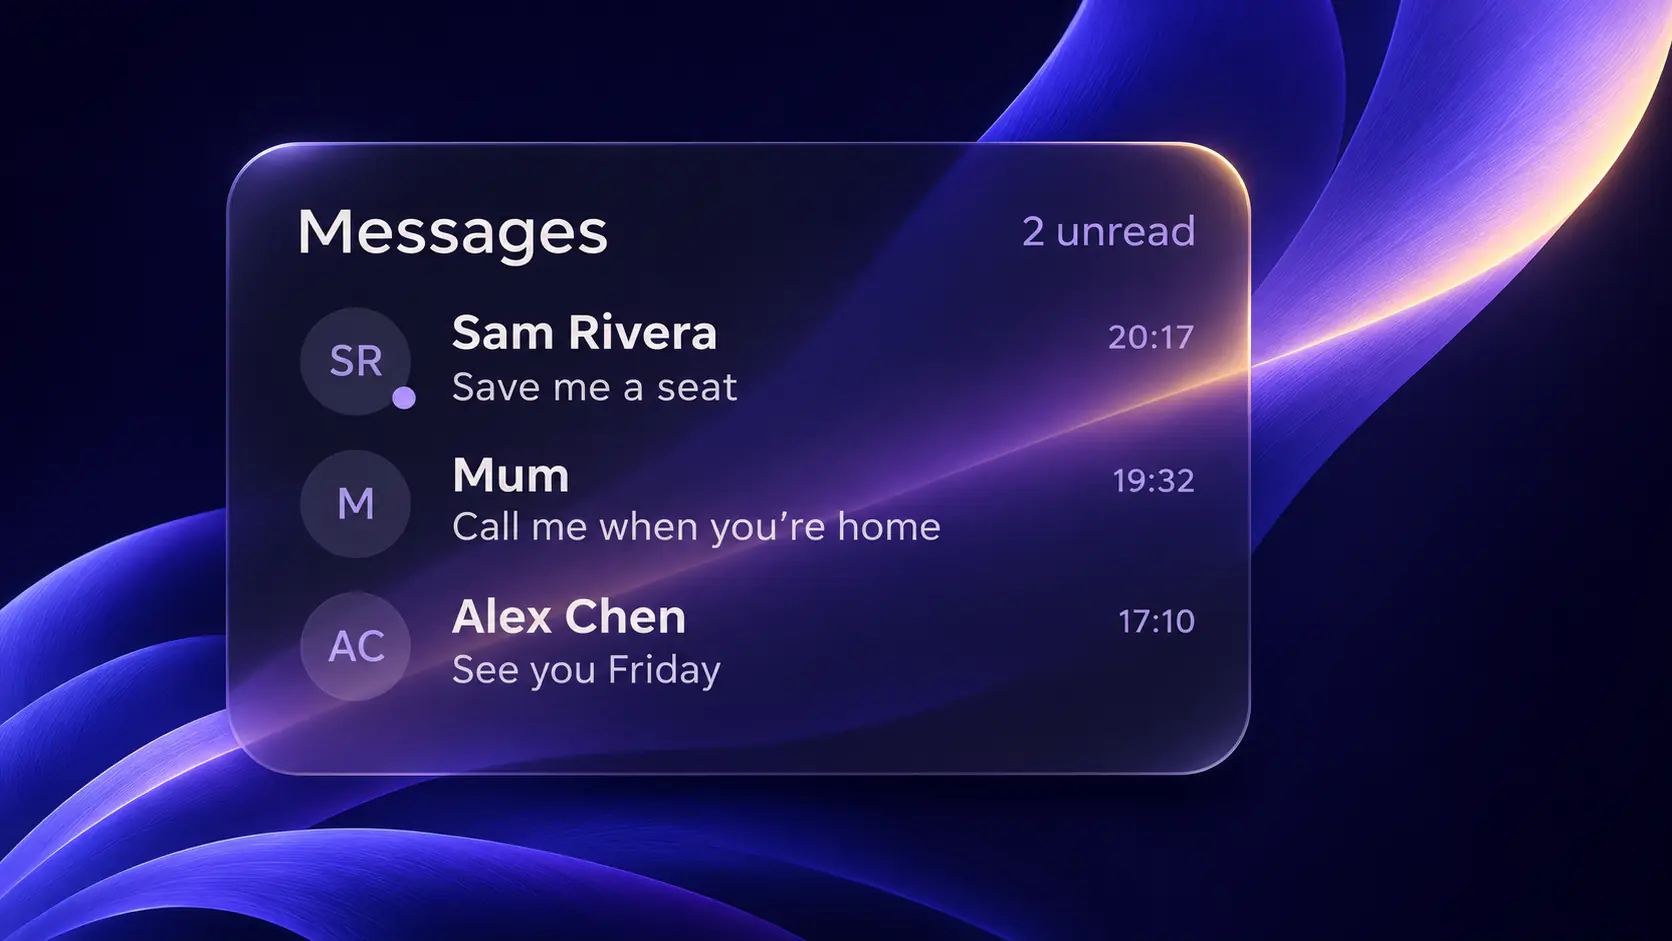 Messages
2 unread
SR
Sam Rivera
20:17
Save me a seat
M
Mum
19:32
Call me when you’re home
AC
Alex Chen
17:10
See you Friday